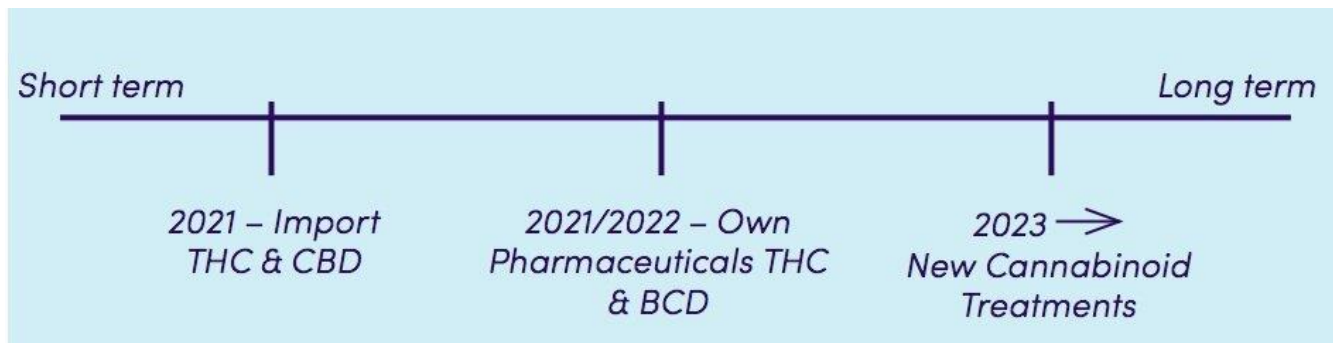 Short term
Long term
2021 – Import
THC & CBD
2021/2022 – Own
Pharmaceuticals THC
& BCD
2023 →
New Cannabinoid
Treatments